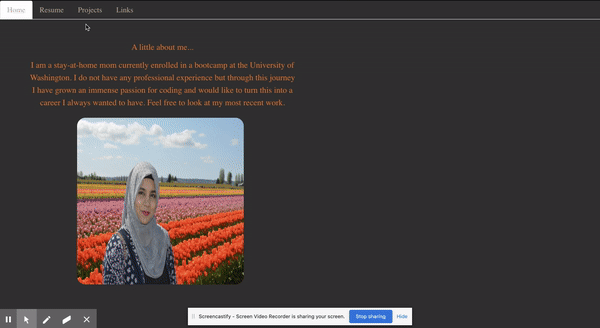 Home Resume Projects Links
A little about me...
I am a stay-at-home mom currently enrolled in a bootcamp at the University of
Washington. I do not have any professional experience but through this journey
I have grown an immense passion for coding and would like to turn this into a
career I always wanted to have. Feel free to look at my most recent work.
Screencastify - Screen Video Recorder is sharing your screen. Stop sharing Hide